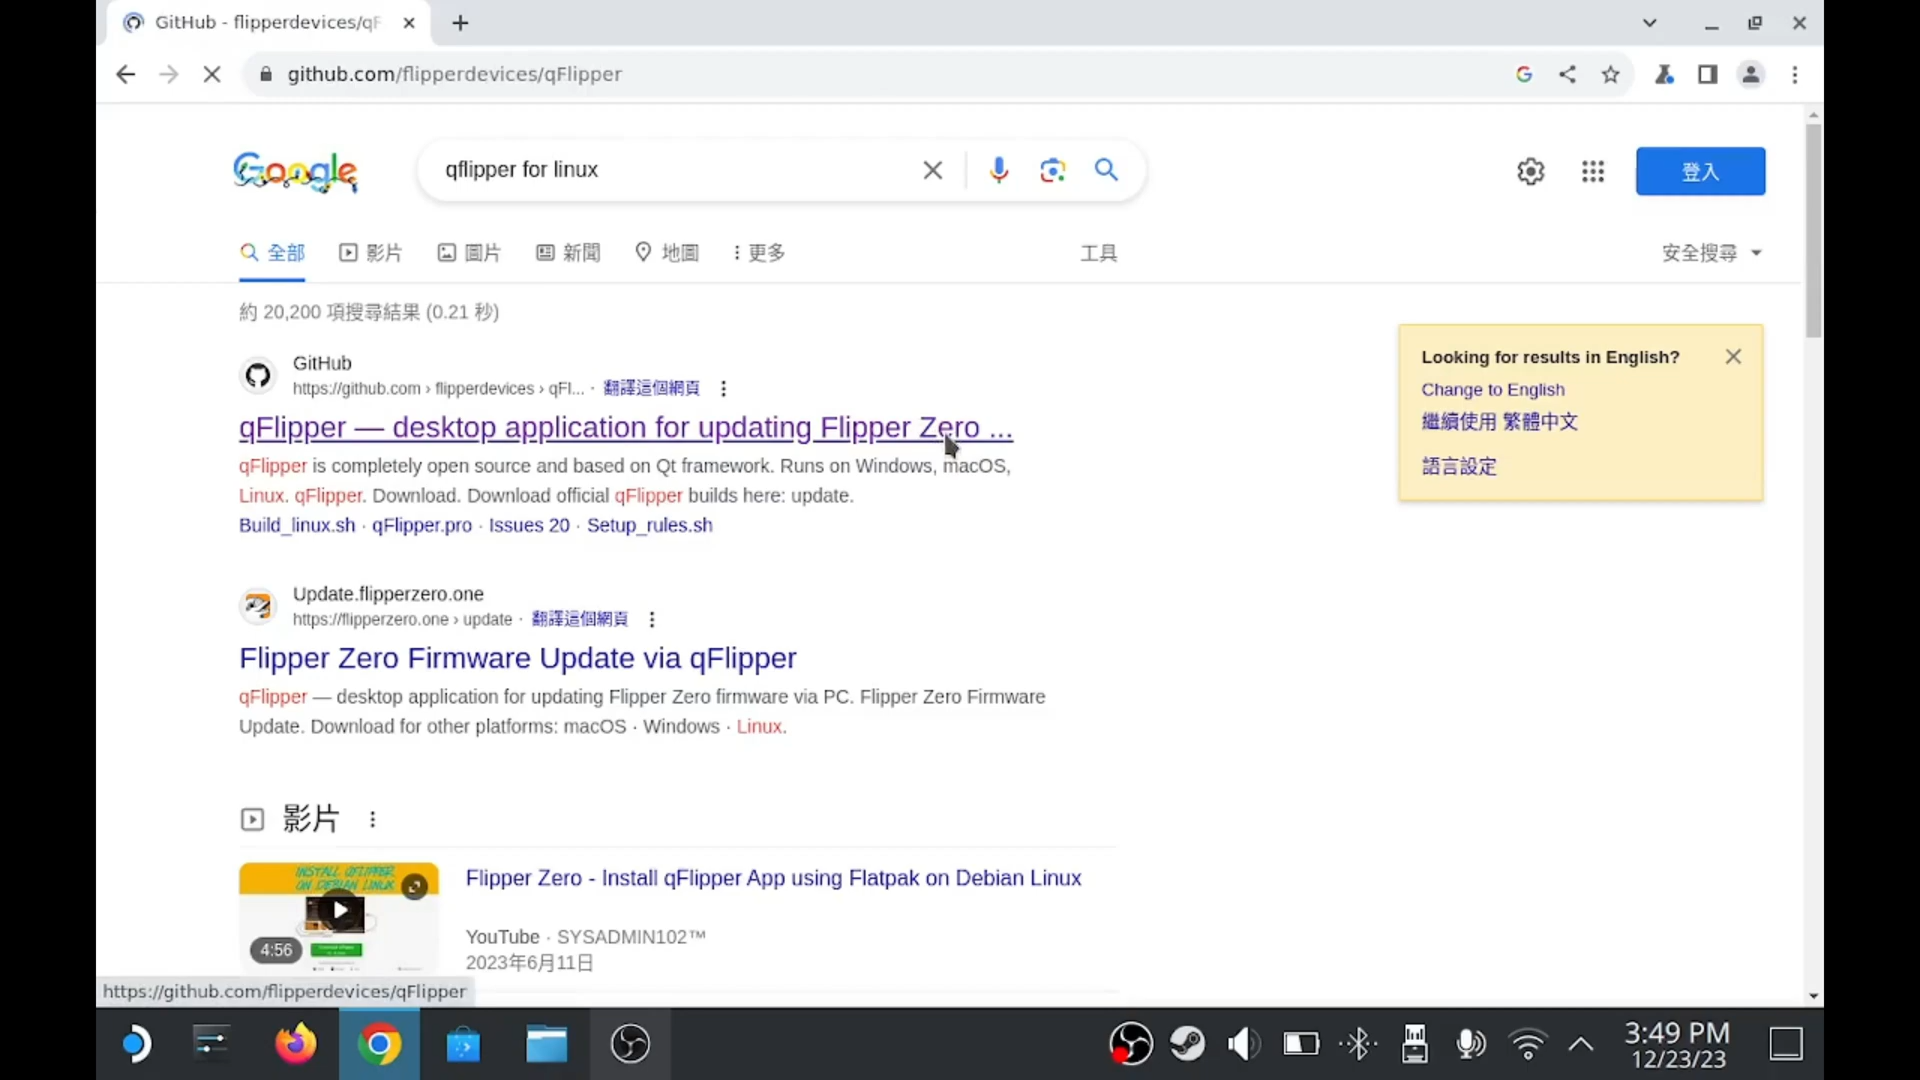 GitHub - flipperdevices/qF
github.com/flipperdevices/qFlipper
Google
qflipper for linux
登入
全部
影片
圖片
新聞
地圖
更多
工具
安全搜尋
約 20,200 項搜尋結果 (0.21 秒)
GitHub
https://github.com › flipperdevices › qFl... · 翻譯這個網頁
qFlipper — desktop application for updating Flipper Zero ...
qFlipper is completely open source and based on Qt framework. Runs on Windows, macOS,
Linux. qFlipper. Download. Download official qFlipper builds here: update.
Build_linux.sh · qFlipper.pro · Issues 20 · Setup_rules.sh
Looking for results in English?
Change to English
繼續使用 繁體中文
語言設定
Update.flipperzero.one
https://flipperzero.one › update · 翻譯這個網頁
Flipper Zero Firmware Update via qFlipper
qFlipper — desktop application for updating Flipper Zero firmware via PC. Flipper Zero Firmware
Update. Download for other platforms: macOS · Windows · Linux.
影片
INSTALL QFLIPPER
ON DEBIAN LINUX
4:56
Flipper Zero - Install qFlipper App using Flatpak on Debian Linux
YouTube · SYSADMIN102™
2023年6月11日
https://github.com/flipperdevices/qFlipper
3:49 PM
12/23/23